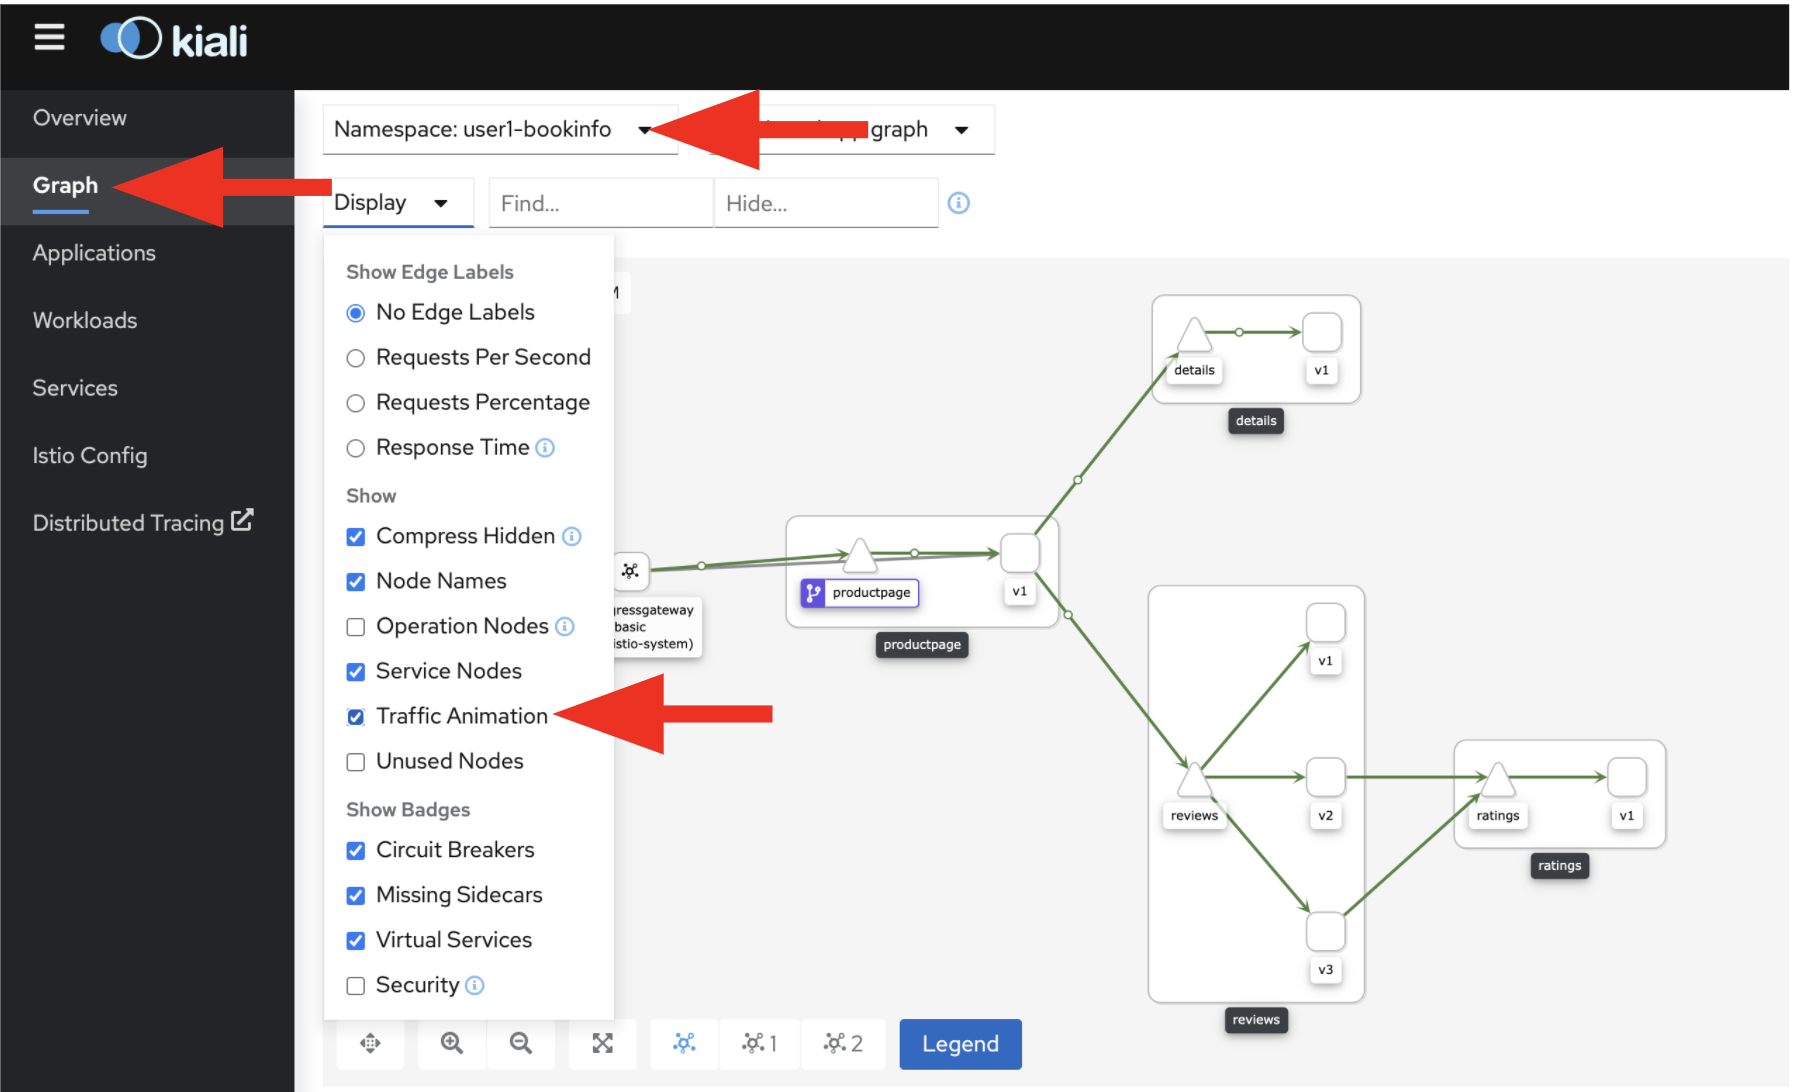 kiali
Overview
Graph
Applications
Workloads
Services
Istio Config
Distributed Tracing
Namespace: user1-bookinfo
graph
Display
Find...
Hide...
Show Edge Labels
No Edge Labels
Requests Per Second
Requests Percentage
Response Time
Show
Compress Hidden
Node Names
Operation Nodes
Service Nodes
Traffic Animation
Unused Nodes
Show Badges
Circuit Breakers
Missing Sidecars
Virtual Services
Security
ressgateway
basic
istio-system)
productpage
v1
productpage
details
v1
details
v1
reviews
v2
v3
reviews
ratings
v1
ratings
1
2
Legend